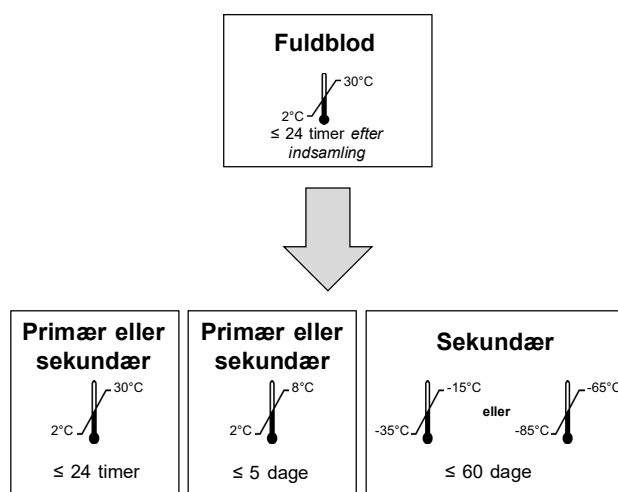 Fuldblod
30°C
2°C
≤ 24 timer efter
indsamling
Primær eller
sekundær
30°C
2°C
≤ 24 timer
Primær eller
sekundær
8°C
2°C
≤ 5 dage
Sekundær
-15°C
-35°C
eller
-65°C
-85°C
≤ 60 dage